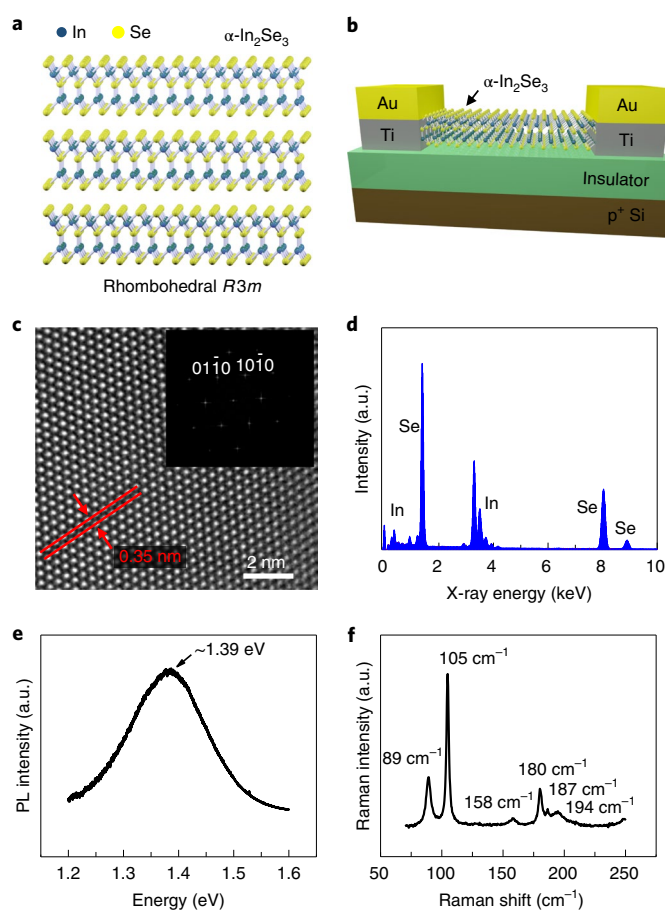 a
In
Se
α-In₂Se₃
Rhombohedral R3m
b
α-In₂Se₃
Au
Au
Ti
Ti
Insulator
p⁺ Si
c
011̄0 101̄0
0.35 nm
2 nm
d
Intensity (a.u.)
In
Se
In
Se
Se
0 2 4 6 8 10
X-ray energy (keV)
e
PL intensity (a.u.)
~1.39 eV
1.2 1.3 1.4 1.5 1.6
Energy (eV)
f
Raman intensity (a.u.)
105 cm⁻¹
89 cm⁻¹
158 cm⁻¹
180 cm⁻¹
187 cm⁻¹
194 cm⁻¹
50 100 150 200 250
Raman shift (cm⁻¹)